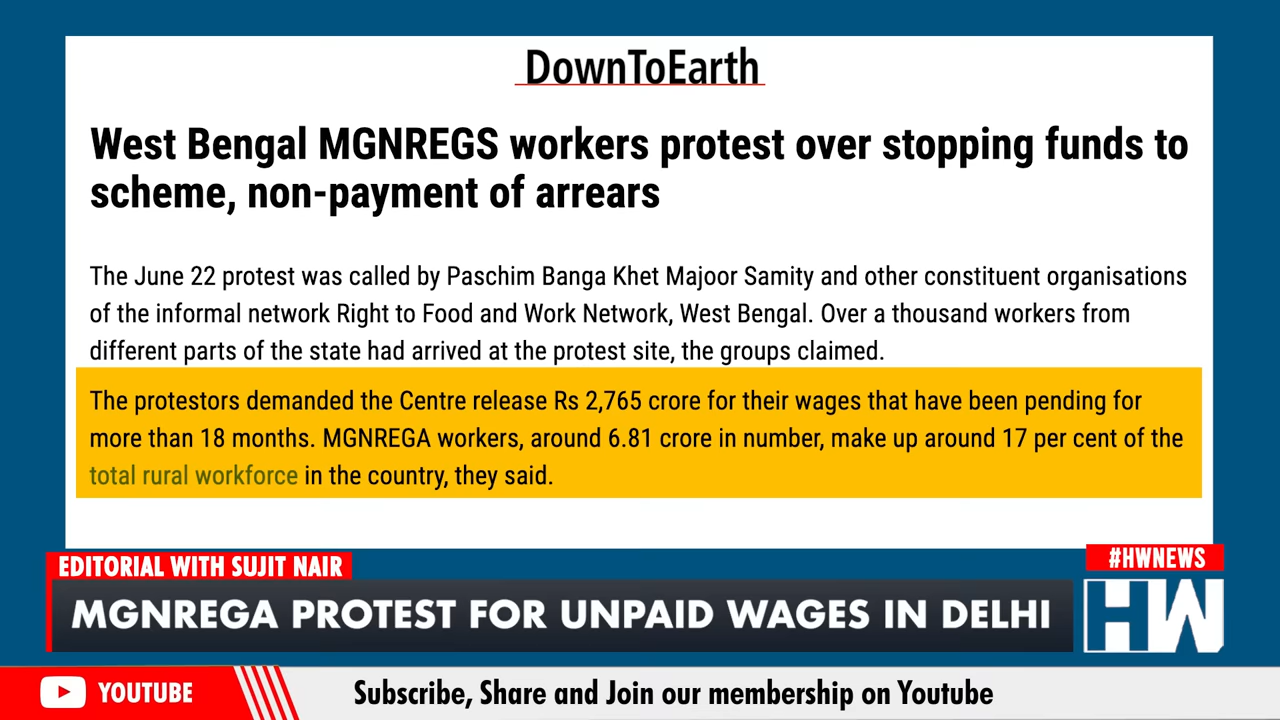 DownToEarth
West Bengal MGNREGS workers protest over stopping funds to
scheme, non-payment of arrears
The June 22 protest was called by Paschim Banga Khet Majoor Samity and other constituent organisations
of the informal network Right to Food and Work Network, West Bengal. Over a thousand workers from
different parts of the state had arrived at the protest site, the groups claimed.
The protestors demanded the Centre release Rs 2,765 crore for their wages that have been pending for
more than 18 months. MGNREGA workers, around 6.81 crore in number, make up around 17 per cent of the
total rural workforce in the country, they said.
EDITORIAL WITH SUJIT NAIR
#HWNEWS
MGNREGA PROTEST FOR UNPAID WAGES IN DELHI
HW
YOUTUBE
Subscribe, Share and Join our membership on Youtube